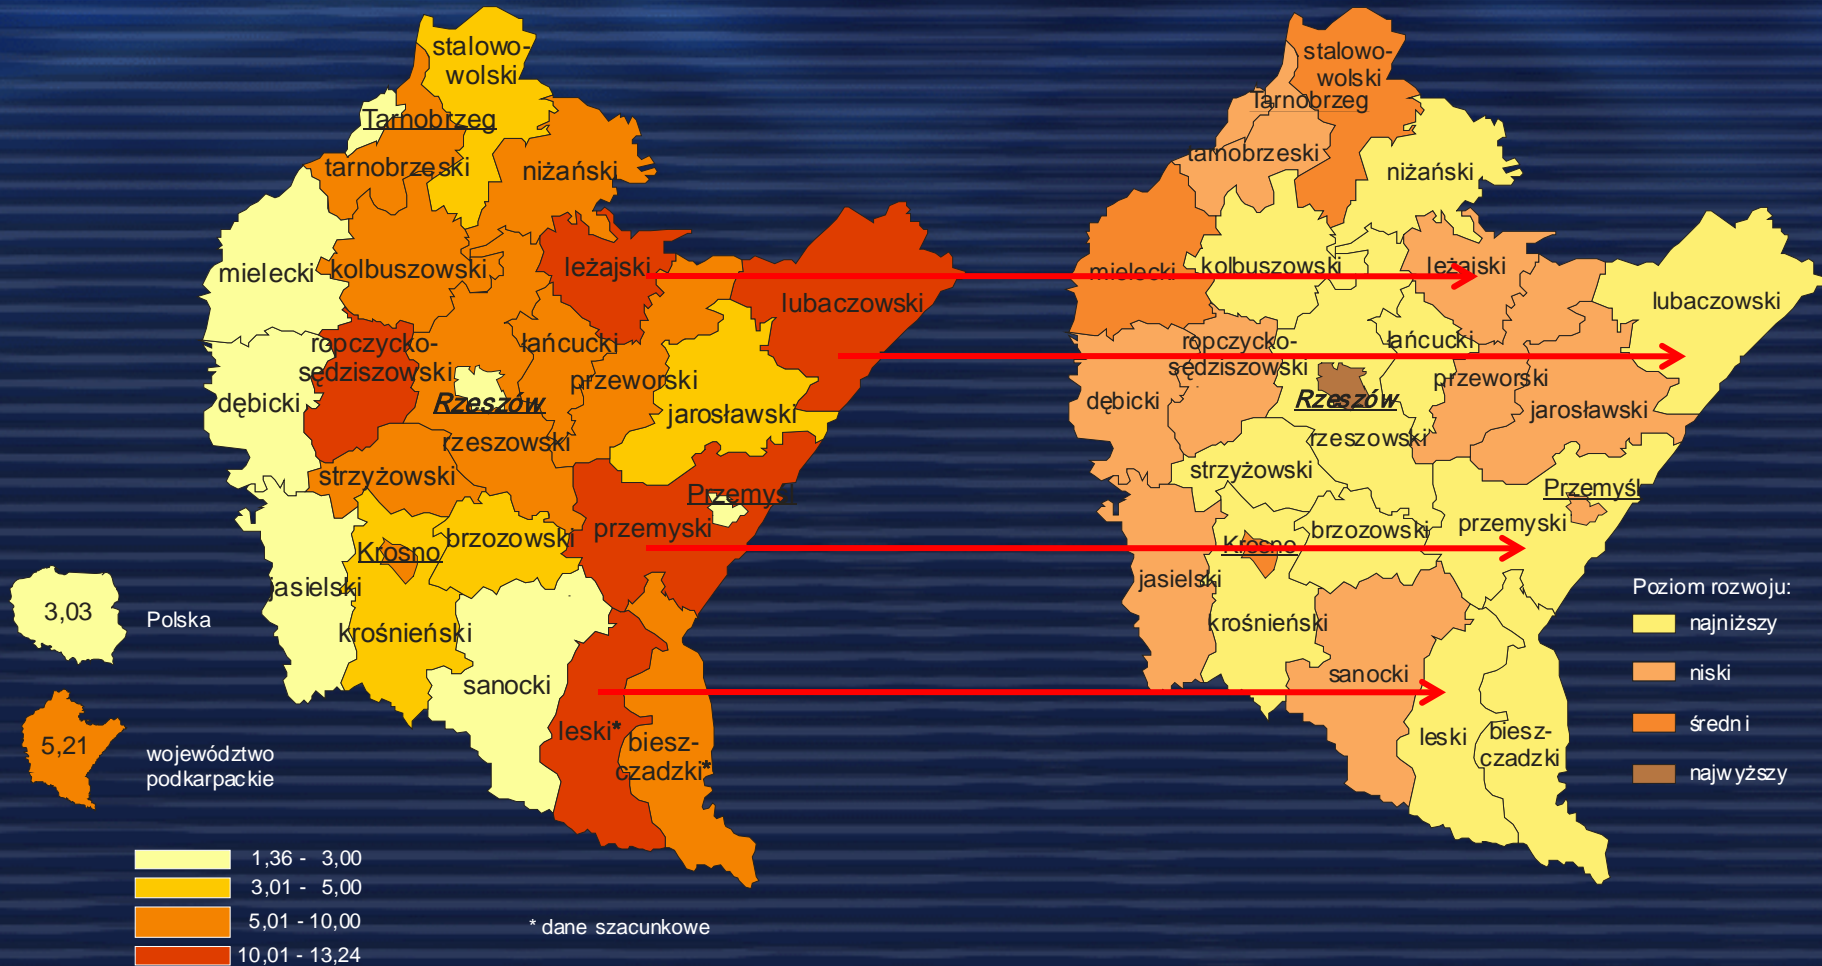 stalowo-
wolski
Tarnobrzeg
tarnobrzeski
niżański
mielecki
kolbuszowski
leżajski
lubaczowski
ropczycko-
sędziszowski
łańcucki
przeworski
dębicki
Rzeszów
jarosławski
rzeszowski
strzyżowski
Przemyśl
przemyski
brzozowski
Krosno
jasielski
krośnieński
sanocki
leski*
biesz-
czadzki*
3,03
Polska
5,21
województwo
podkarpackie
1,36 - 3,00
3,01 - 5,00
5,01 - 10,00
10,01 - 13,24
* dane szacunkowe
stalowo-
wolski
Tarnobrzeg
tarnobrzeski
niżański
mielecki
kolbuszowski
leżajski
lubaczowski
ropczycko-
sędziszowski
łańcucki
przeworski
dębicki
Rzeszów
jarosławski
rzeszowski
strzyżowski
Przemyśl
przemyski
brzozowski
Krosno
jasielski
krośnieński
sanocki
leski
biesz-
czadzki
Poziom rozwoju:
najniższy
niski
średni
najwyższy